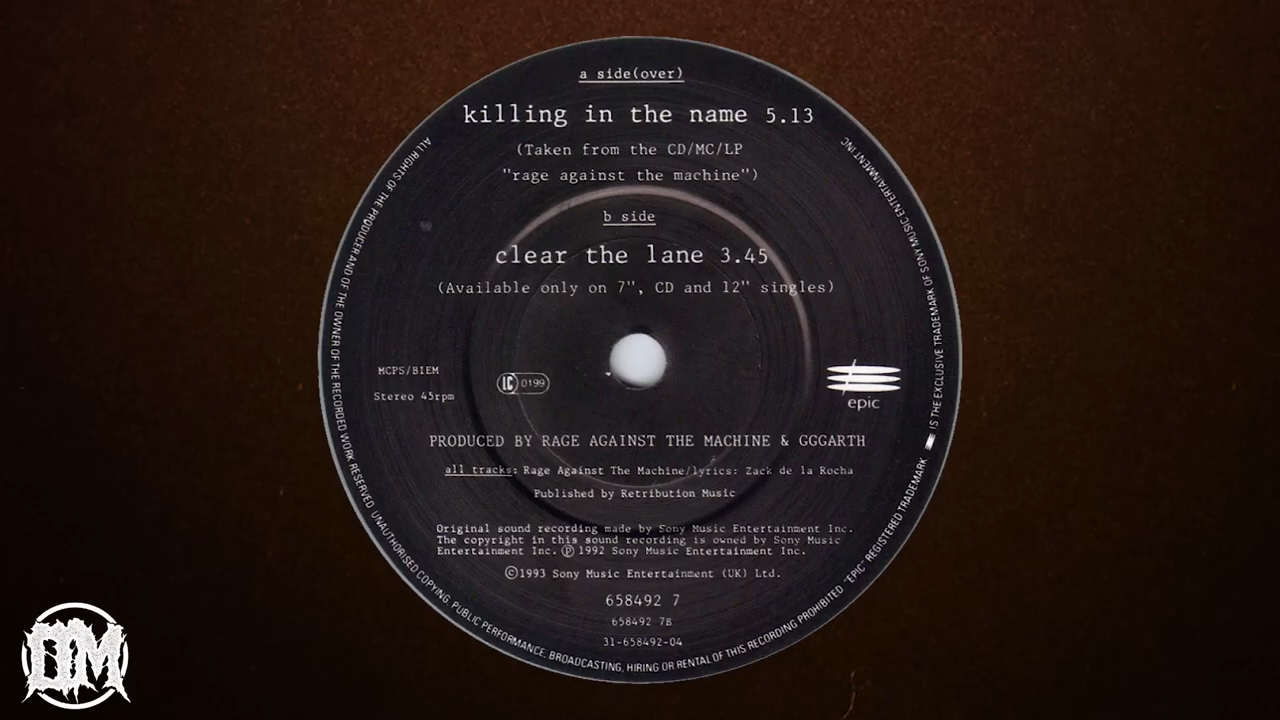 a side(over)
killing in the name 5.13
(Taken from the CD/MC/LP
"rage against the machine")
b side
clear the lane 3.45
(Available only on 7", CD and 12" singles)
MCPS/BIEM
LC 0199
Stereo 45rpm
epic
PRODUCED BY RAGE AGAINST THE MACHINE & GGGARTH
all tracks: Rage Against The Machine/lyrics: Zack de la Rocha
Published by Retribution Music
Original sound recording made by Sony Music Entertainment Inc.
The copyright in this sound recording is owned by Sony Music
Entertainment Inc. ℗ 1992 Sony Music Entertainment Inc.
©1993 Sony Music Entertainment (UK) Ltd.
658492 7
658492 7B
31-658492-04
ALL RIGHTS OF THE PRODUCER AND OF THE OWNER OF THE RECORDED WORK RESERVED. UNAUTHORISED COPYING, PUBLIC PERFORMANCE, BROADCASTING, HIRING OR RENTAL OF THIS RECORDING PROHIBITED "EPIC" REGISTERED TRADEMARK IS THE EXCLUSIVE TRADEMARK OF SONY MUSIC ENTERTAINMENT INC